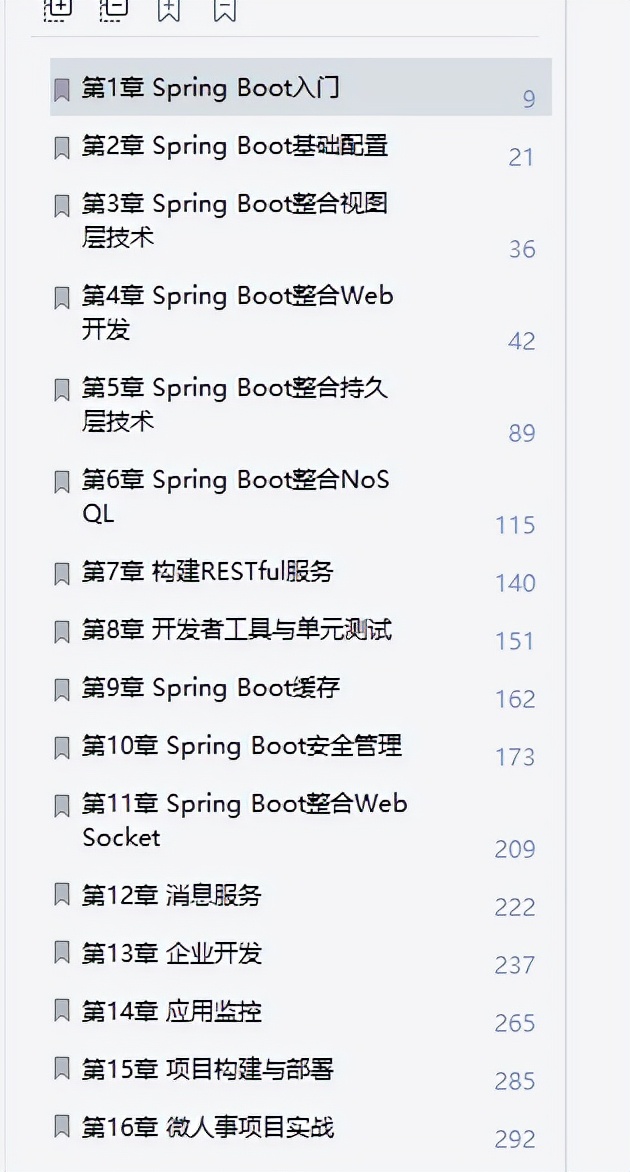 第1章 Spring Boot入门
9
第2章 Spring Boot基础配置
21
第3章 Spring Boot整合视图
层技术
36
第4章 Spring Boot整合Web
开发
42
第5章 Spring Boot整合持久
层技术
89
第6章 Spring Boot整合NoS
QL
115
第7章 构建RESTful服务
140
第8章 开发者工具与单元测试
151
第9章 Spring Boot缓存
162
第10章 Spring Boot安全管理
173
第11章 Spring Boot整合Web
Socket
209
第12章 消息服务
222
第13章 企业开发
237
第14章 应用监控
265
第15章 项目构建与部署
285
第16章 微人事项目实战
292